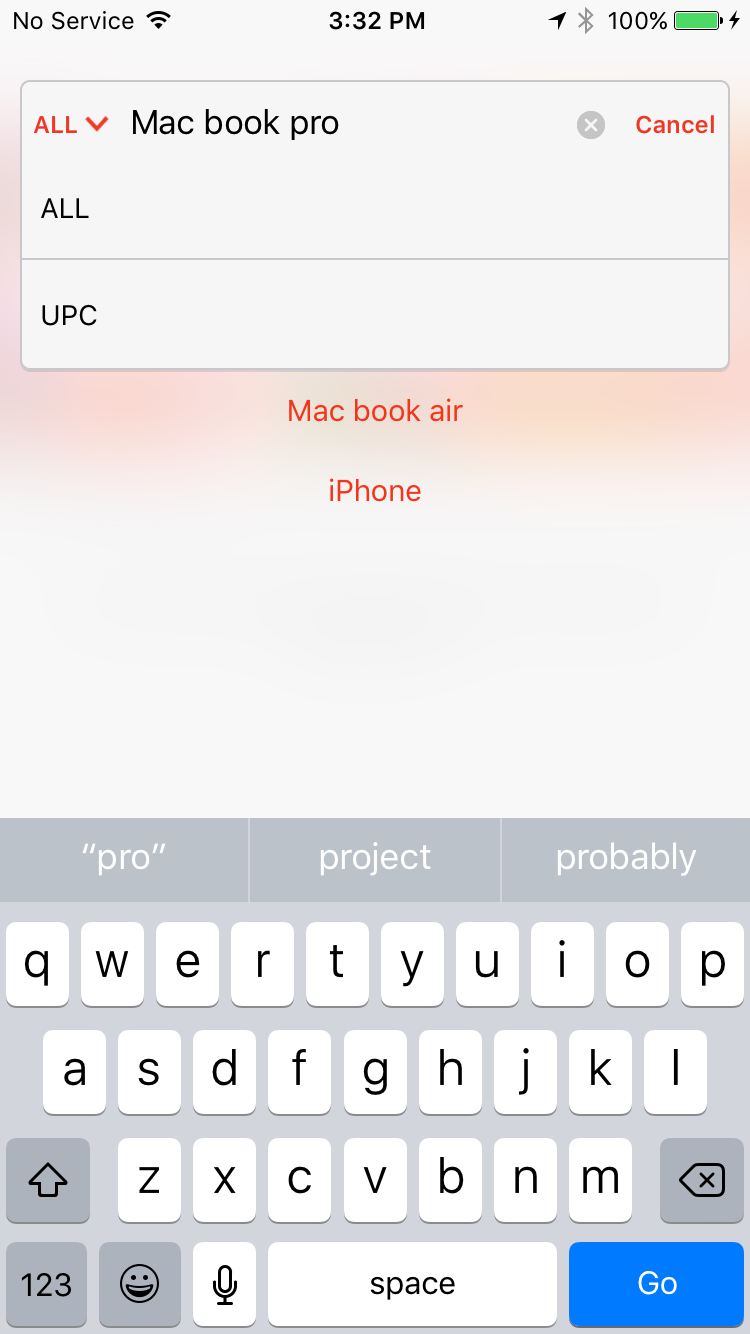 No Service 3:32 PM 100%
ALL Mac book pro Cancel
ALL
UPC
Mac book air
iPhone
“pro” project probably
q w e r t y u i o p
a s d f g h j k l
z x c v b n m
123 space Go